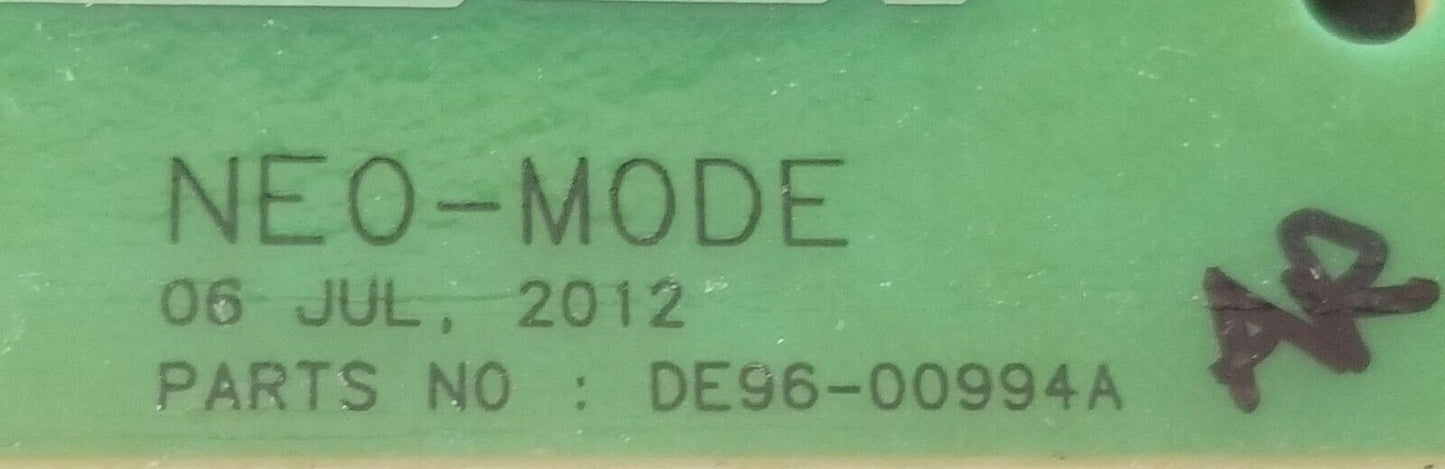 NEO-MODE
06 JUL, 2012
PARTS NO : DE96-00994A